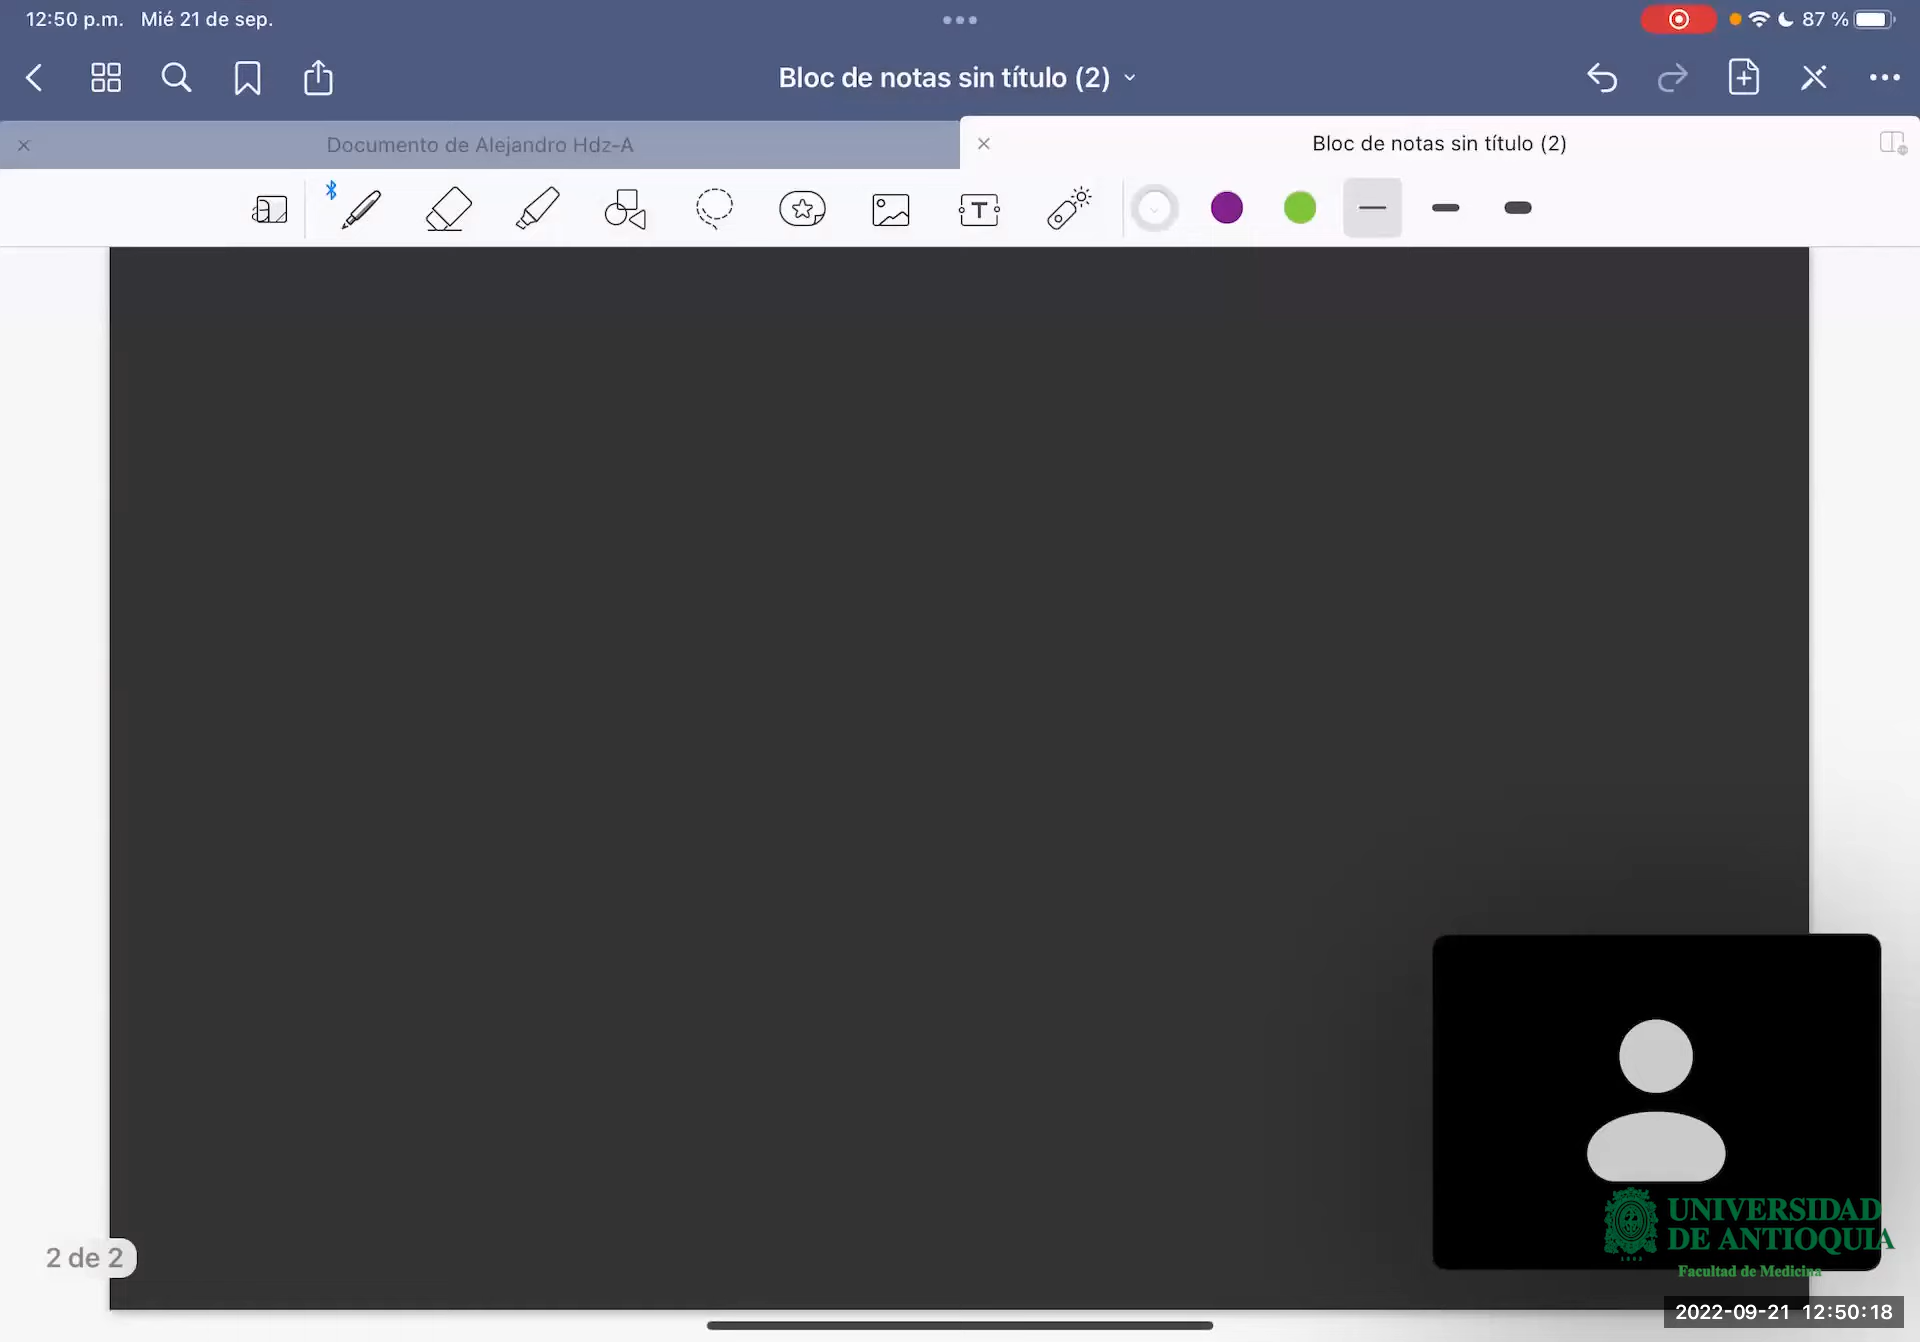 12:50 p.m. Mié 21 de sep.
87 %
Bloc de notas sin título (2)
Documento de Alejandro Hdz-A
Bloc de notas sin título (2)
2 de 2
UNIVERSIDAD
DE ANTIOQUIA
1803
Facultad de Medicina
2022-09-21 12:50:18